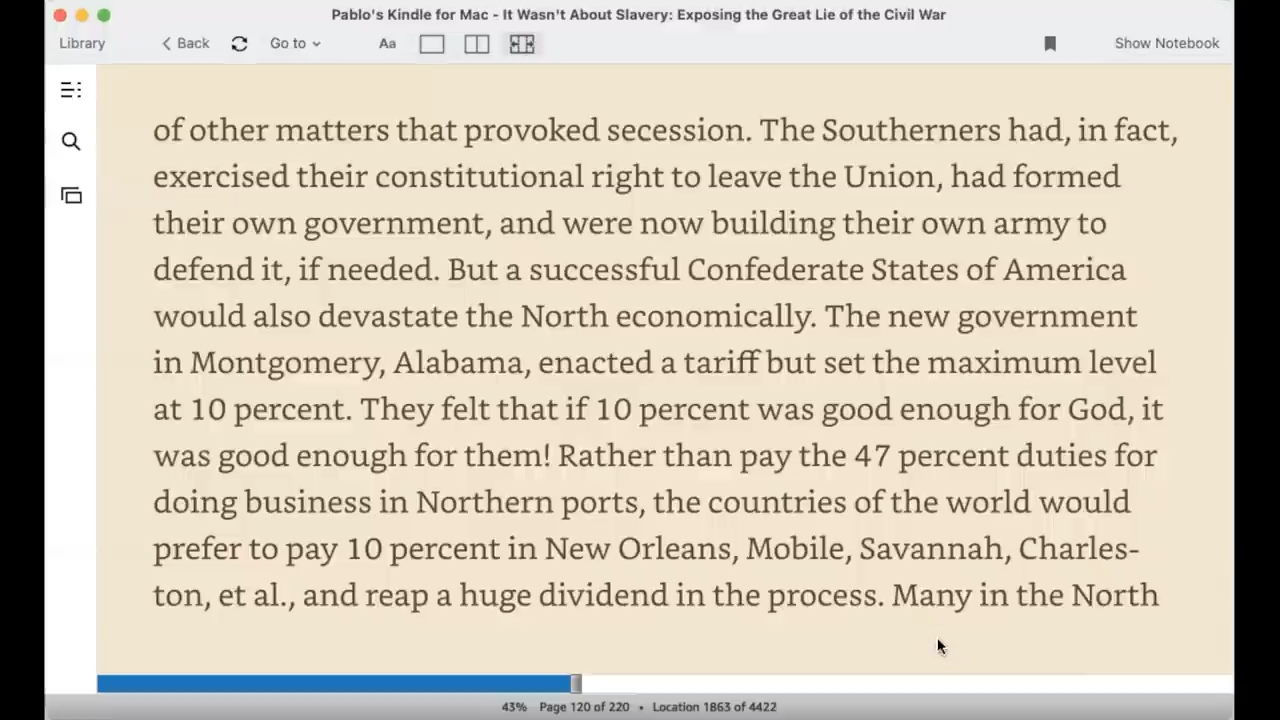 Pablo's Kindle for Mac - It Wasn't About Slavery: Exposing the Great Lie of the Civil War
Library
Back
Go to
Aa
Show Notebook
of other matters that provoked secession. The Southerners had, in fact,
exercised their constitutional right to leave the Union, had formed
their own government, and were now building their own army to
defend it, if needed. But a successful Confederate States of America
would also devastate the North economically. The new government
in Montgomery, Alabama, enacted a tariff but set the maximum level
at 10 percent. They felt that if 10 percent was good enough for God, it
was good enough for them! Rather than pay the 47 percent duties for
doing business in Northern ports, the countries of the world would
prefer to pay 10 percent in New Orleans, Mobile, Savannah, Charles-
ton, et al., and reap a huge dividend in the process. Many in the North
43% Page 120 of 220 • Location 1863 of 4422